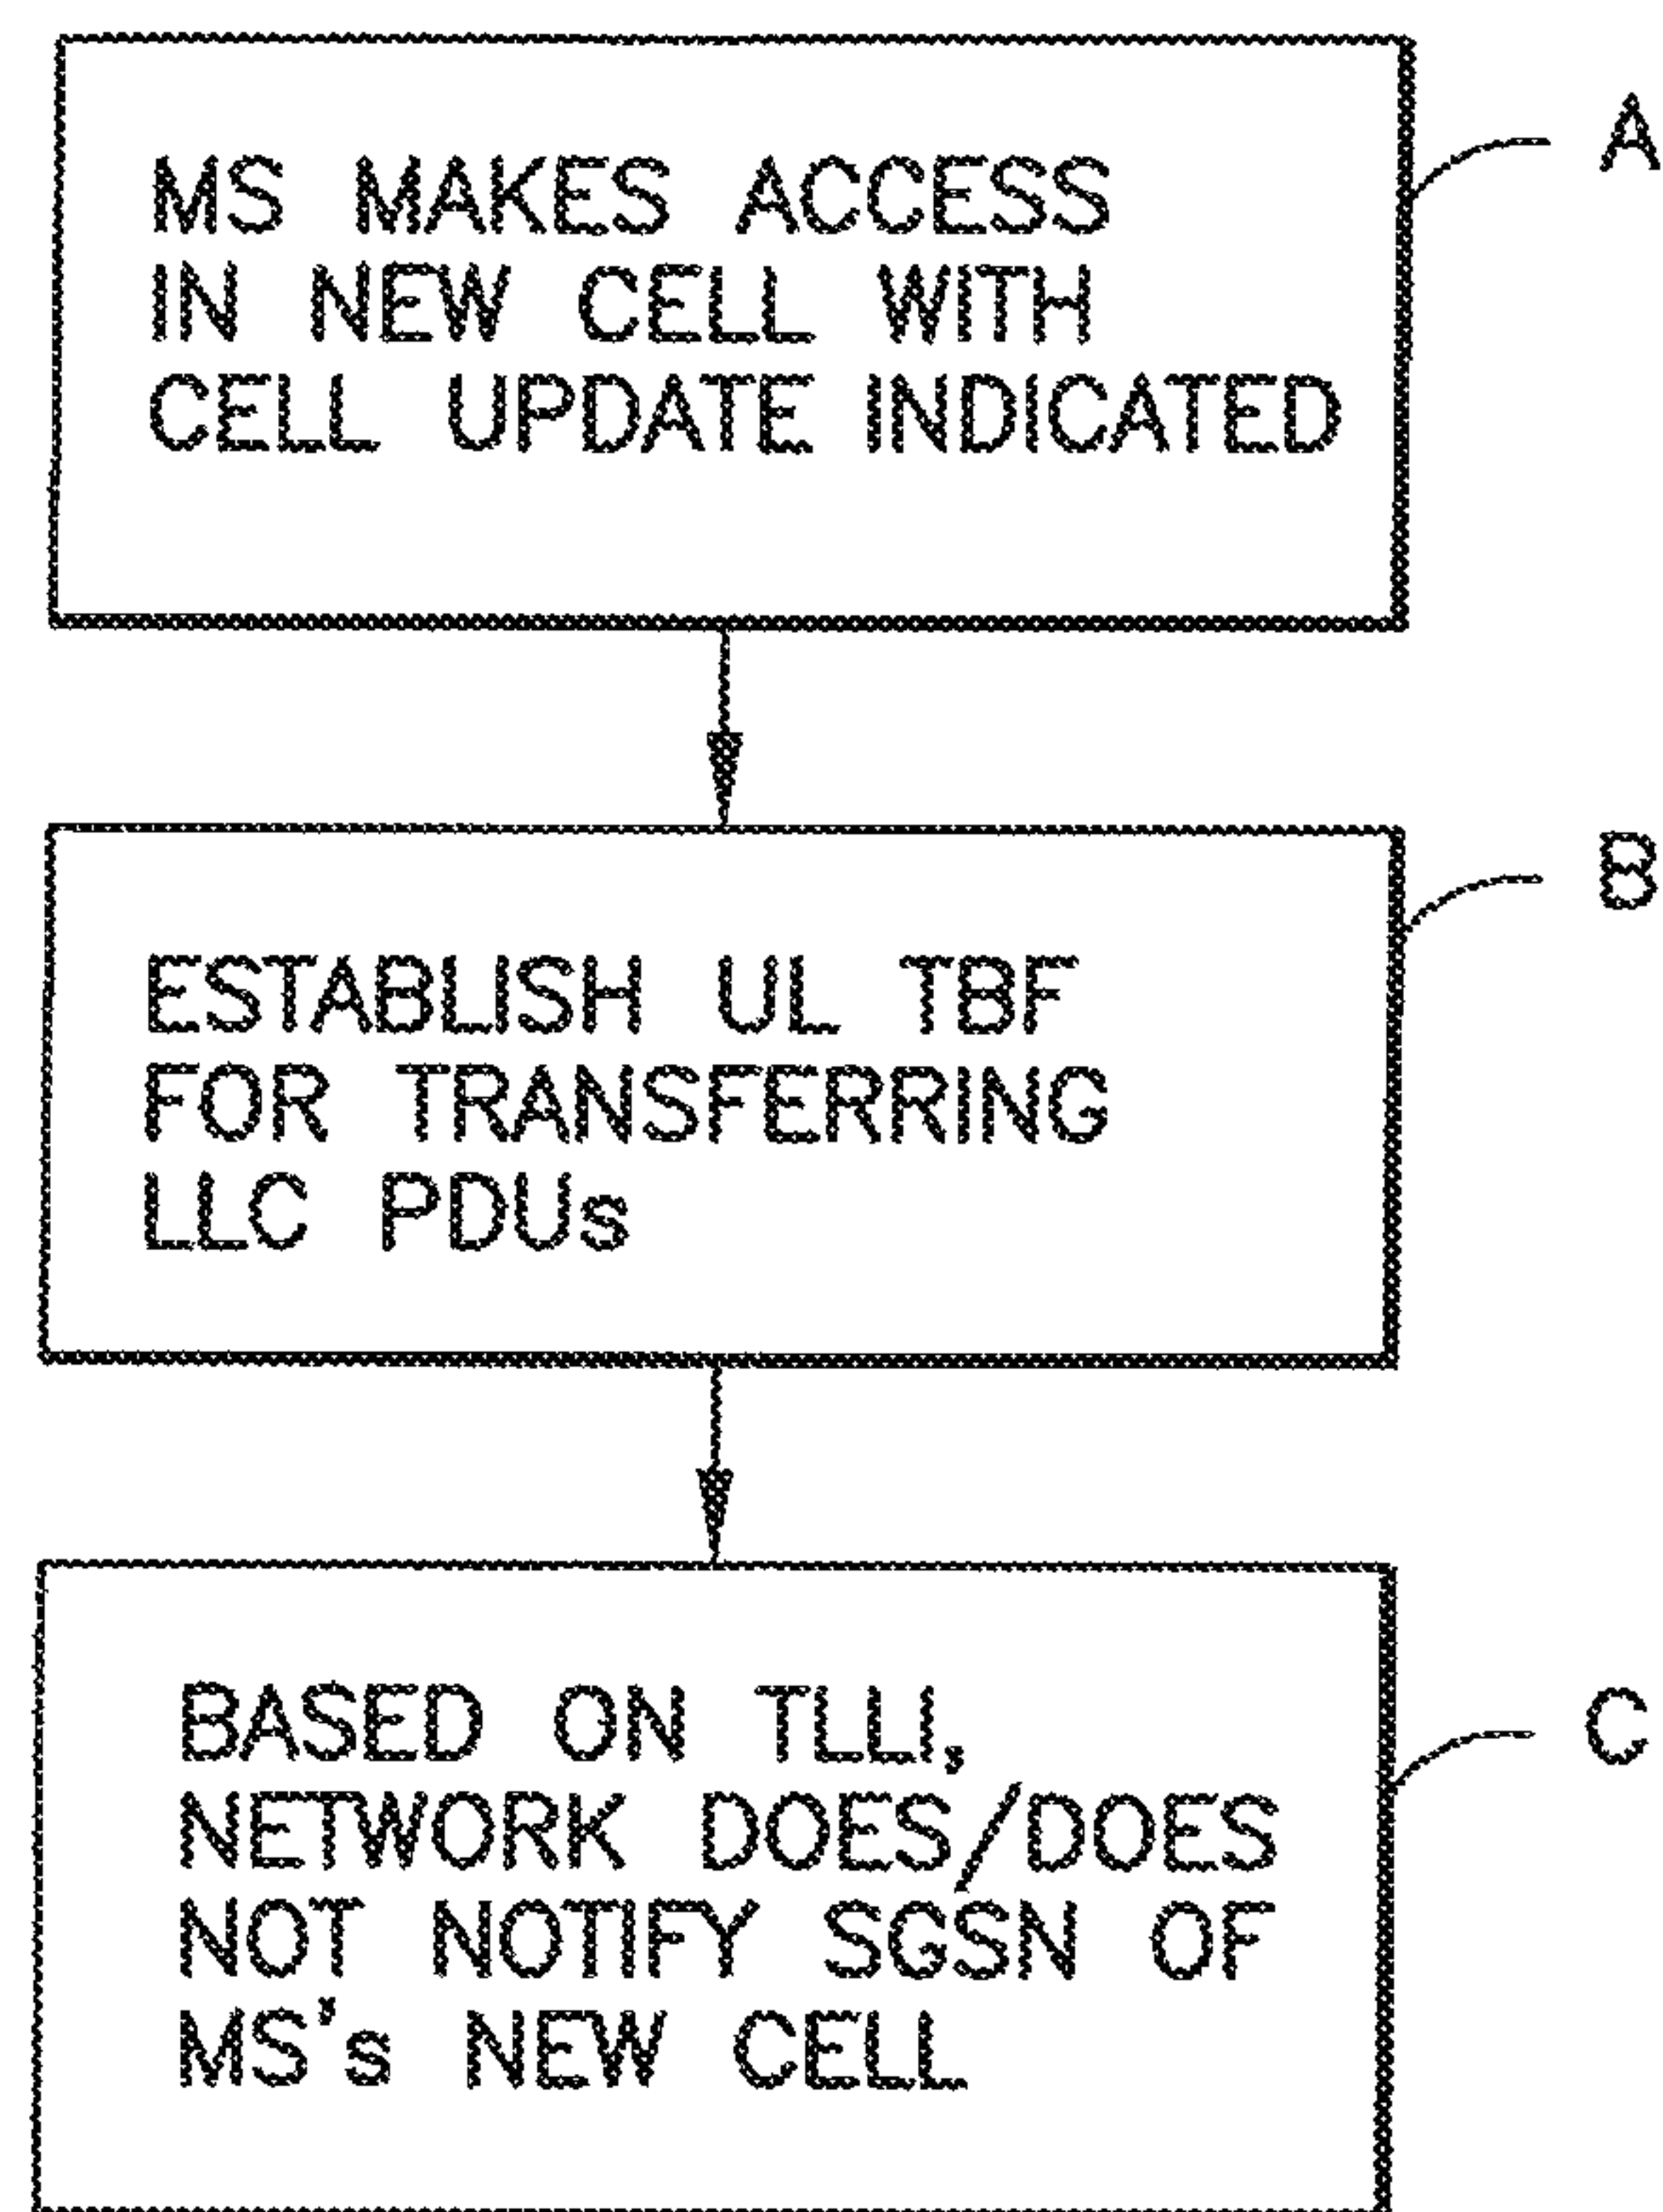 MS MAKES ACCESS
IN NEW CELL WITH
CELL UPDATE INDICATED
A
ESTABLISH UL TBF
FOR TRANSFERRING
LLC PDUs
B
BASED ON TLLI,
NETWORK DOES/DOES
NOT NOTIFY SGSN OF
MS's NEW CELL
C